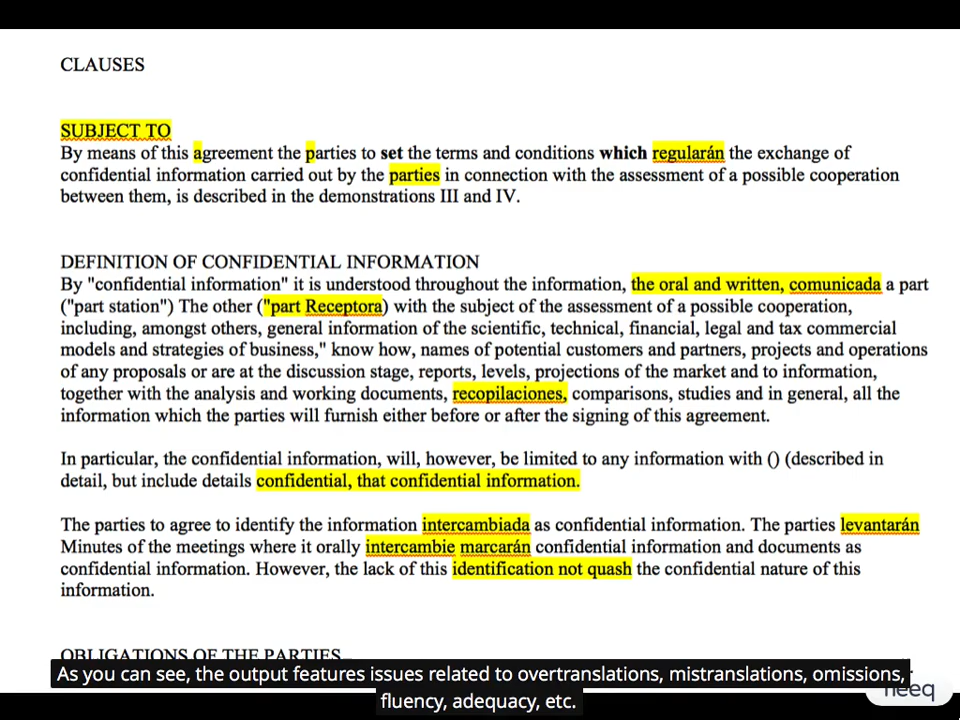 CLAUSES
SUBJECT TO
By means of this agreement the parties to set the terms and conditions which regularán the exchange of
confidential information carried out by the parties in connection with the assessment of a possible cooperation
between them, is described in the demonstrations III and IV.
DEFINITION OF CONFIDENTIAL INFORMATION
By "confidential information" it is understood throughout the information, the oral and written, comunicada a part
("part station") The other ("part Receptora) with the subject of the assessment of a possible cooperation,
including, amongst others, general information of the scientific, technical, financial, legal and tax commercial
models and strategies of business," know how, names of potential customers and partners, projects and operations
of any proposals or are at the discussion stage, reports, levels, projections of the market and to information,
together with the analysis and working documents, recopilaciones, comparisons, studies and in general, all the
information which the parties will furnish either before or after the signing of this agreement.
In particular, the confidential information, will, however, be limited to any information with () (described in
detail, but include details confidential, that confidential information.
The parties to agree to identify the information intercambiada as confidential information. The parties levantarán
Minutes of the meetings where it orally intercambie marcarán confidential information and documents as
confidential information. However, the lack of this identification not quash the confidential nature of this
information.
OBLIGATIONS OF THE PARTIES
As you can see, the output features issues related to overtranslations, mistranslations, omissions,
fluency, adequacy, etc.